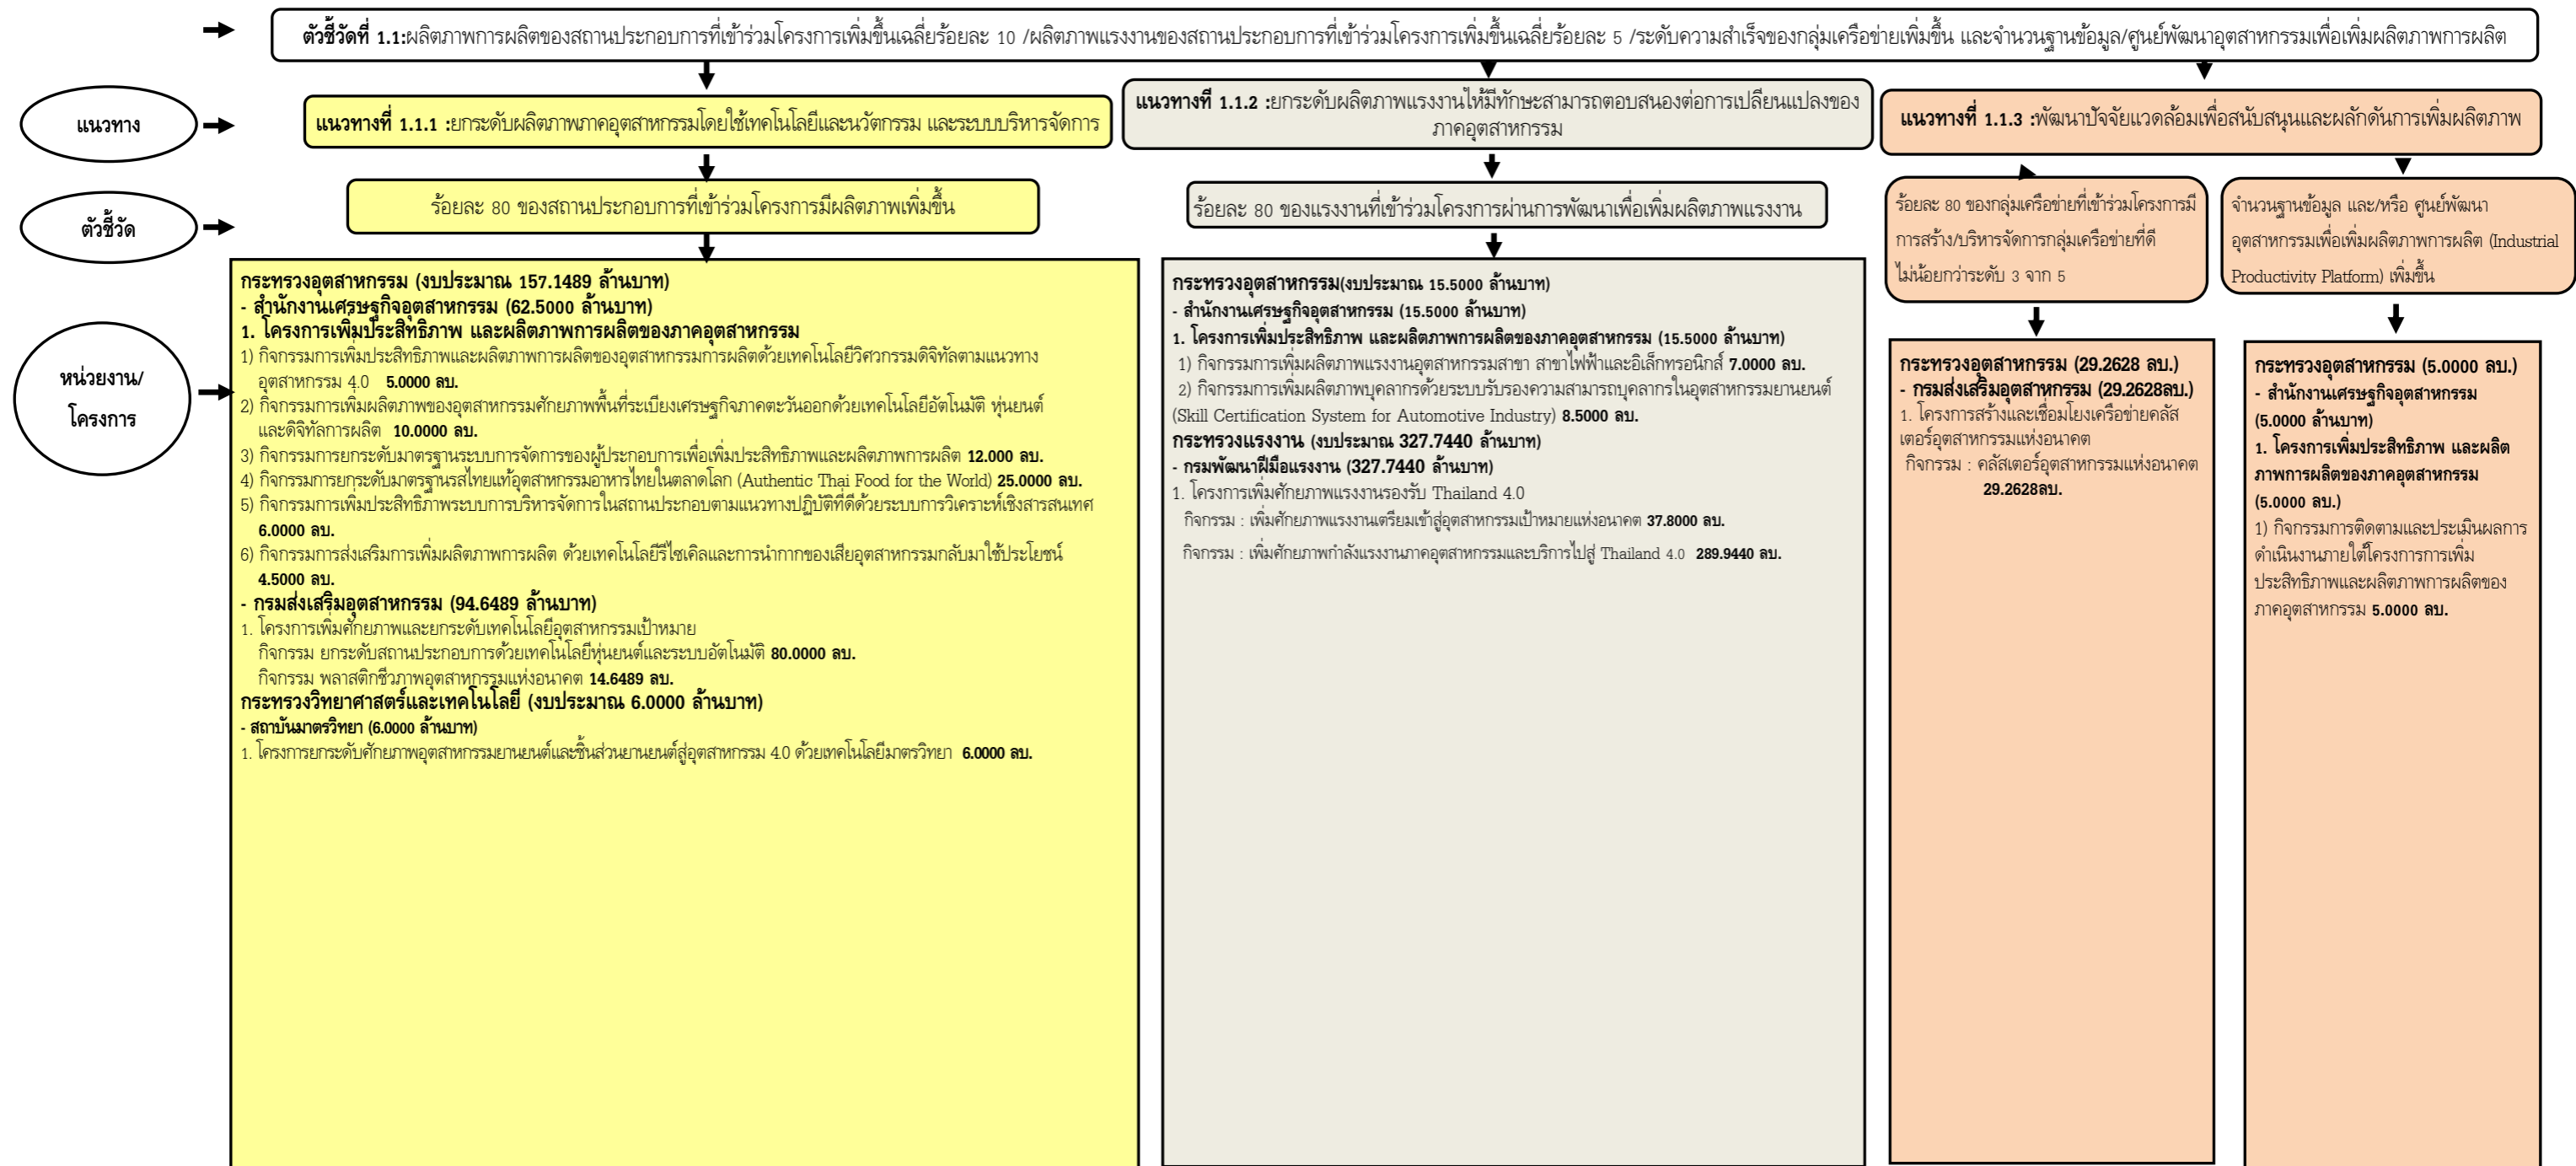 ตัวชี้วัดที่ 1.1:ผลิตภาพการผลิตของสถานประกอบการที่เข้าร่วมโครงการเพิ่มขึ้นเฉลี่ยร้อยละ 10 /ผลิตภาพแรงงานของสถานประกอบการที่เข้าร่วมโครงการเพิ่มขึ้นเฉลี่ยร้อยละ 5 /ระดับความสำเร็จของกลุ่มเครือข่ายเพิ่มขึ้น และจำนวนฐานข้อมูล/ศูนย์พัฒนาอุตสาหกรรมเพื่อเพิ่มผลิตภาพการผลิต
แนวทาง
แนวทางที่ 1.1.1 :ยกระดับผลิตภาพภาคอุตสาหกรรมโดยใช้เทคโนโลยีและนวัตกรรม และระบบบริหารจัดการ
แนวทางที่ 1.1.2 :ยกระดับผลิตภาพแรงงานให้มีทักษะสามารถตอบสนองต่อการเปลี่ยนแปลงของ
ภาคอุตสาหกรรม
แนวทางที่ 1.1.3 :พัฒนาปัจจัยแวดล้อมเพื่อสนับสนุนและผลักดันการเพิ่มผลิตภาพ
ตัวชี้วัด
ร้อยละ 80 ของสถานประกอบการที่เข้าร่วมโครงการมีผลิตภาพเพิ่มขึ้น
ร้อยละ 80 ของแรงงานที่เข้าร่วมโครงการผ่านการพัฒนาเพื่อเพิ่มผลิตภาพแรงงาน
ร้อยละ 80 ของกลุ่มเครือข่ายที่เข้าร่วมโครงการมี
การสร้าง/บริหารจัดการกลุ่มเครือข่ายที่ดี
ไม่น้อยกว่าระดับ 3 จาก 5
จำนวนฐานข้อมูล และ/หรือ ศูนย์พัฒนา
อุตสาหกรรมเพื่อเพิ่มผลิตภาพการผลิต (Industrial
Productivity Platform) เพิ่มขึ้น
หน่วยงาน/
โครงการ
กระทรวงอุตสาหกรรม (งบประมาณ 157.1489 ล้านบาท)
- สำนักงานเศรษฐกิจอุตสาหกรรม (62.5000 ล้านบาท)
1. โครงการเพิ่มประสิทธิภาพ และผลิตภาพการผลิตของภาคอุตสาหกรรม
1) กิจกรรมการเพิ่มประสิทธิภาพและผลิตภาพการผลิตของอุตสาหกรรมการผลิตด้วยเทคโนโลยีวิศวกรรมดิจิทัลตามแนวทาง
อุตสาหกรรม 4.0 5.0000 ลบ.
2) กิจกรรมการเพิ่มผลิตภาพของอุตสาหกรรมศักยภาพพื้นที่ระเบียงเศรษฐกิจภาคตะวันออกด้วยเทคโนโลยีอัตโนมัติ หุ่นยนต์
และดิจิทัลการผลิต 10.0000 ลบ.
3) กิจกรรมการยกระดับมาตรฐานระบบการจัดการของผู้ประกอบการเพื่อเพิ่มประสิทธิภาพและผลิตภาพการผลิต 12.000 ลบ.
4) กิจกรรมการยกระดับมาตรฐานรสไทยแท้อุตสาหกรรมอาหารไทยในตลาดโลก (Authentic Thai Food for the World) 25.0000 ลบ.
5) กิจกรรมการเพิ่มประสิทธิภาพระบบการบริหารจัดการในสถานประกอบตามแนวทางปฏิบัติที่ดีด้วยระบบการวิเคราะห์เชิงสารสนเทศ
6.0000 ลบ.
6) กิจกรรมการส่งเสริมการเพิ่มผลิตภาพการผลิต ด้วยเทคโนโลยีรีไซเคิลและการนำกากของเสียอุตสาหกรรมกลับมาใช้ประโยชน์
4.5000 ลบ.
- กรมส่งเสริมอุตสาหกรรม (94.6489 ล้านบาท)
1. โครงการเพิ่มศักยภาพและยกระดับเทคโนโลยีอุตสาหกรรมเป้าหมาย
กิจกรรม ยกระดับสถานประกอบการด้วยเทคโนโลยีหุ่นยนต์และระบบอัตโนมัติ 80.0000 ลบ.
กิจกรรม พลาสติกชีวภาพอุตสาหกรรมแห่งอนาคต 14.6489 ลบ.
กระทรวงวิทยาศาสตร์และเทคโนโลยี (งบประมาณ 6.0000 ล้านบาท)
- สถาบันมาตรวิทยา (6.0000 ล้านบาท)
1. โครงการยกระดับศักยภาพอุตสาหกรรมยานยนต์และชิ้นส่วนยานยนต์สู่อุตสาหกรรม 4.0 ด้วยเทคโนโลยีมาตรวิทยา 6.0000 ลบ.
กระทรวงอุตสาหกรรม(งบประมาณ 15.5000 ล้านบาท)
- สำนักงานเศรษฐกิจอุตสาหกรรม (15.5000 ล้านบาท)
1. โครงการเพิ่มประสิทธิภาพ และผลิตภาพการผลิตของภาคอุตสาหกรรม (15.5000 ล้านบาท)
1) กิจกรรมการเพิ่มผลิตภาพแรงงานอุตสาหกรรมสาขา สาขาไฟฟ้าและอิเล็กทรอนิกส์ 7.0000 ลบ.
2) กิจกรรมการเพิ่มผลิตภาพบุคลากรด้วยระบบรับรองความสามารถบุคลากรในอุตสาหกรรมยานยนต์
(Skill Certification System for Automotive Industry) 8.5000 ลบ.
กระทรวงแรงงาน (งบประมาณ 327.7440 ล้านบาท)
- กรมพัฒนาฝีมือแรงงาน (327.7440 ล้านบาท)
1. โครงการเพิ่มศักยภาพแรงงานรองรับ Thailand 4.0
กิจกรรม : เพิ่มศักยภาพแรงงานเตรียมเข้าสู่อุตสาหกรรมเป้าหมายแห่งอนาคต 37.8000 ลบ.
กิจกรรม : เพิ่มศักยภาพกำลังแรงงานภาคอุตสาหกรรมและบริการไปสู่ Thailand 4.0 289.9440 ลบ.
กระทรวงอุตสาหกรรม (29.2628 ลบ.)
- กรมส่งเสริมอุตสาหกรรม (29.2628ลบ.)
1. โครงการสร้างและเชื่อมโยงเครือข่ายคลัส
เตอร์อุตสาหกรรมแห่งอนาคต
กิจกรรม : คลัสเตอร์อุตสาหกรรมแห่งอนาคต
29.2628ลบ.
กระทรวงอุตสาหกรรม (5.0000 ลบ.)
- สำนักงานเศรษฐกิจอุตสาหกรรม
(5.0000 ล้านบาท)
1. โครงการเพิ่มประสิทธิภาพ และผลิต
ภาพการผลิตของภาคอุตสาหกรรม
(5.0000 ลบ.)
1) กิจกรรมการติดตามและประเมินผลการ
ดำเนินงานภายใต้โครงการการเพิ่ม
ประสิทธิภาพและผลิตภาพการผลิตของ
ภาคอุตสาหกรรม 5.0000 ลบ.